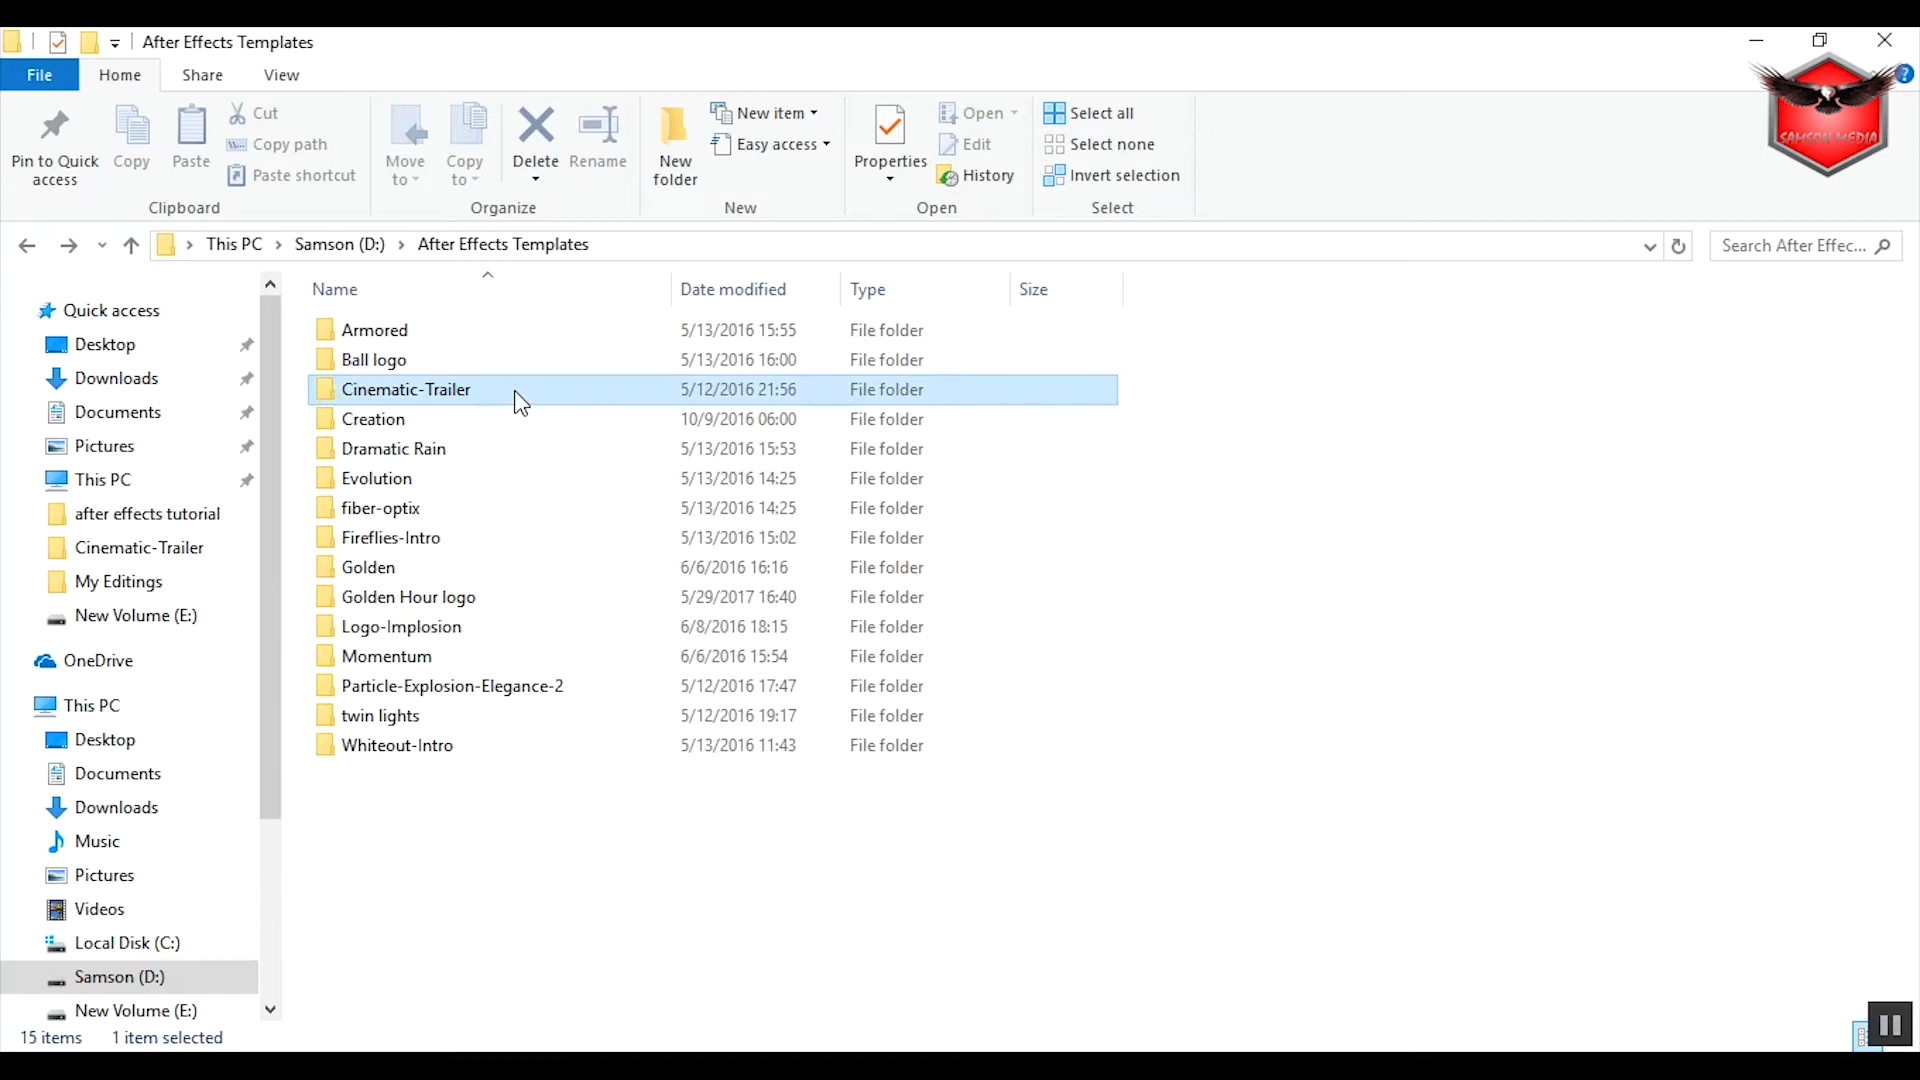 After Effects Templates
File Home Share View
Pin to Quick access
Copy
Paste
Cut
Copy path
Paste shortcut
Clipboard
Move to
Copy to
Delete
Rename
Organize
New folder
New item
Easy access
New
Properties
Open
Edit
History
Open
Select all
Select none
Invert selection
Select
SAMSON MEDIA
This PC > Samson (D:) > After Effects Templates
Search After Effec...
Name Date modified Type Size
Armored 5/13/2016 15:55 File folder
Ball logo 5/13/2016 16:00 File folder
Cinematic-Trailer 5/12/2016 21:56 File folder
Creation 10/9/2016 06:00 File folder
Dramatic Rain 5/13/2016 15:53 File folder
Evolution 5/13/2016 14:25 File folder
fiber-optix 5/13/2016 14:25 File folder
Fireflies-Intro 5/13/2016 15:02 File folder
Golden 6/6/2016 16:16 File folder
Golden Hour logo 5/29/2017 16:40 File folder
Logo-Implosion 6/8/2016 18:15 File folder
Momentum 6/6/2016 15:54 File folder
Particle-Explosion-Elegance-2 5/12/2016 17:47 File folder
twin lights 5/12/2016 19:17 File folder
Whiteout-Intro 5/13/2016 11:43 File folder
Quick access
Desktop
Downloads
Documents
Pictures
This PC
after effects tutorial
Cinematic-Trailer
My Editings
New Volume (E:)
OneDrive
This PC
Desktop
Documents
Downloads
Music
Pictures
Videos
Local Disk (C:)
Samson (D:)
New Volume (E:)
15 items 1 item selected